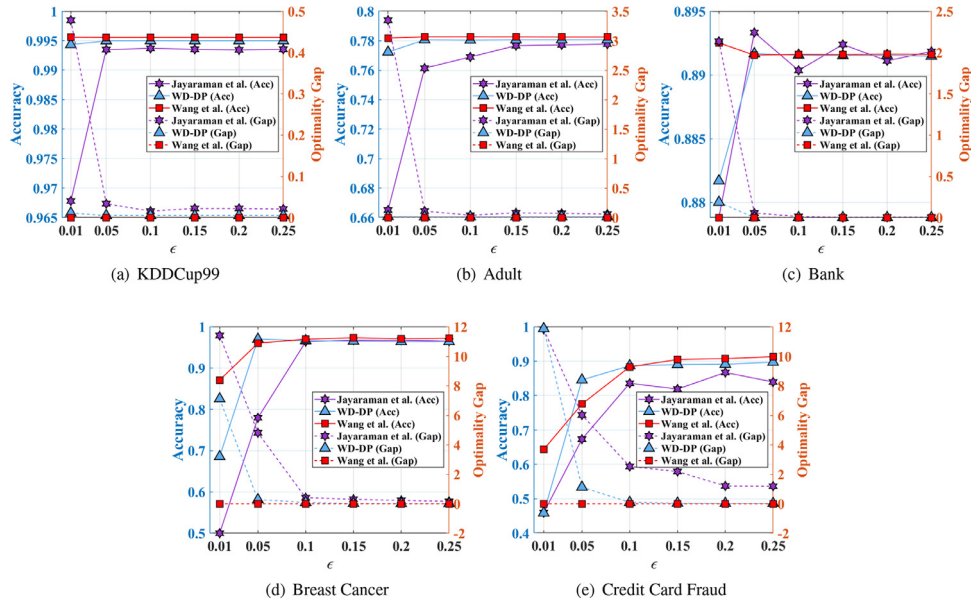 1
0.995
0.99
0.985
0.98
0.975
0.97
0.965
Accuracy
0.5
0.4
0.3
0.2
0.1
0
Optimality Gap
Jayaraman et al. (Acc)
WD-DP (Acc)
Wang et al. (Acc)
Jayaraman et al. (Gap)
WD-DP (Gap)
Wang et al. (Gap)
0.01 0.05 0.1 0.15 0.2 0.25
ϵ
(a) KDDCup99
0.8
0.78
0.76
0.74
0.72
0.7
0.68
0.66
Accuracy
3.5
3
2.5
2
1.5
1
0.5
0
Optimality Gap
Jayaraman et al. (Acc)
WD-DP (Acc)
Wang et al. (Acc)
Jayaraman et al. (Gap)
WD-DP (Gap)
Wang et al. (Gap)
0.01 0.05 0.1 0.15 0.2 0.25
ϵ
(b) Adult
0.895
0.89
0.885
0.88
Accuracy
2.5
2
1.5
1
0.5
0
Optimality Gap
Jayaraman et al. (Acc)
WD-DP (Acc)
Wang et al. (Acc)
Jayaraman et al. (Gap)
WD-DP (Gap)
Wang et al. (Gap)
0.01 0.05 0.1 0.15 0.2 0.25
ϵ
(c) Bank
1
0.9
0.8
0.7
0.6
0.5
Accuracy
12
10
8
6
4
2
0
-2
Optimality Gap
Jayaraman et al. (Acc)
WD-DP (Acc)
Wang et al. (Acc)
Jayaraman et al. (Gap)
WD-DP (Gap)
Wang et al. (Gap)
0.01 0.05 0.1 0.15 0.2 0.25
ϵ
(d) Breast Cancer
1
0.9
0.8
0.7
0.6
0.5
0.4
Accuracy
12
10
8
6
4
2
0
-2
Optimality Gap
Jayaraman et al. (Acc)
WD-DP (Acc)
Wang et al. (Acc)
Jayaraman et al. (Gap)
WD-DP (Gap)
Wang et al. (Gap)
0.01 0.05 0.1 0.15 0.2 0.25
ϵ
(e) Credit Card Fraud